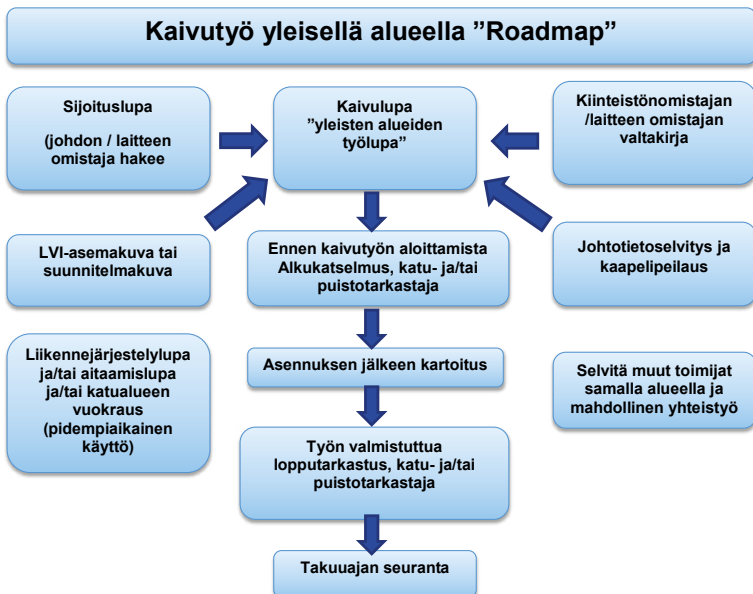 Kaivutyö yleisellä alueella ”Roadmap”
Sijoituslupa
(johdon / laitteen
omistaja hakee
Kaivulupa
”yleisten alueiden
työlupa”
Kiinteistönomistajan
/laitteen omistajan
valtakirja
LVI-asemakuva tai
suunnitelmakuva
Ennen kaivutyön aloittamista
Alkukatselmus, katu- ja/tai
puistotarkastaja
Johtotietoselvitys ja
kaapelipeilaus
Liikennejärjestelylupa
ja/tai aitaamislupa
ja/tai katualueen
vuokraus
(pidempiaikainen
käyttö)
Asennuksen jälkeen kartoitus
Selvitä muut toimijat
samalla alueella ja
mahdollinen yhteistyö
Työn valmistuttua
lopputarkastus, katu- ja/tai
puistotarkastaja
Takuuajan seuranta